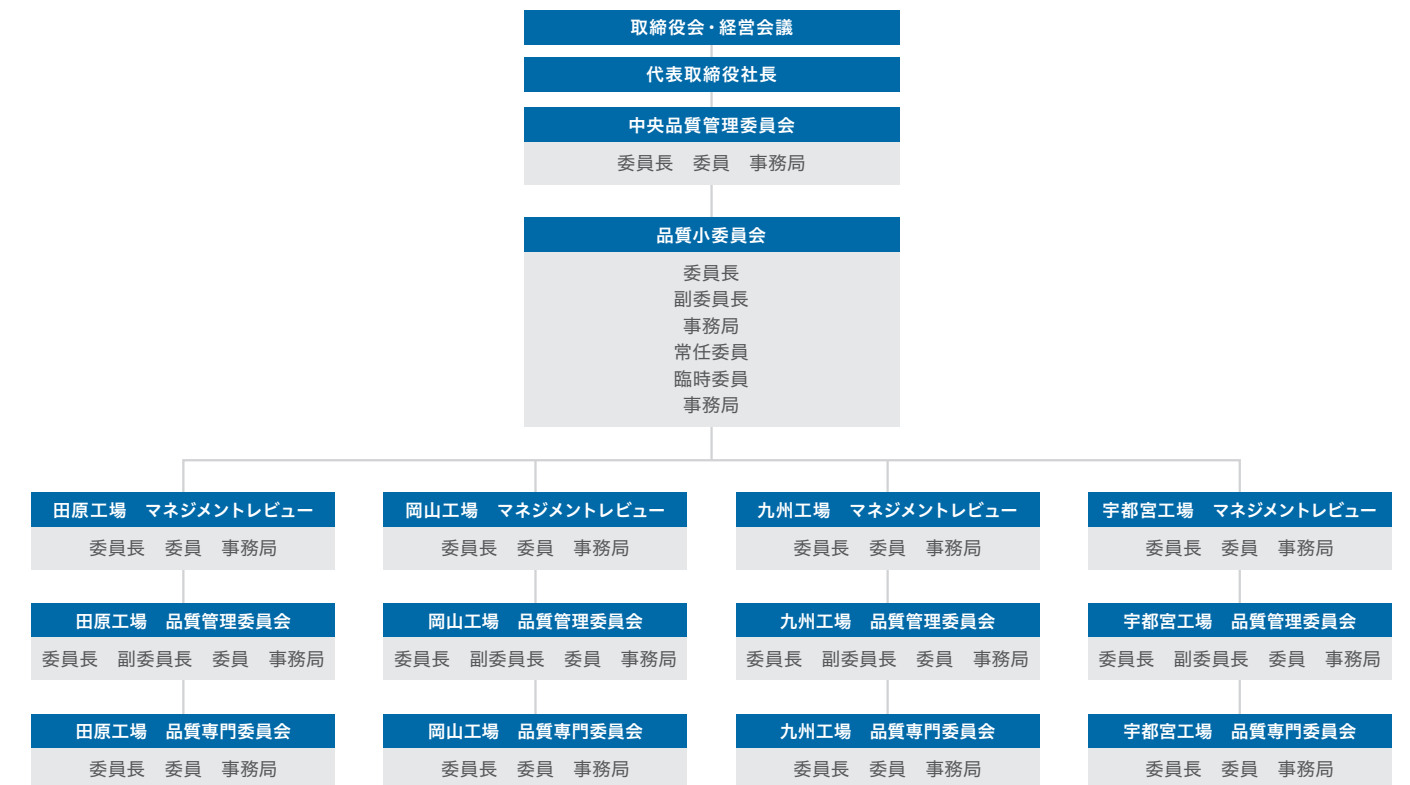 取締役会・経営会議
代表取締役社長
中央品質管理委員会
委員長　委員　事務局
品質小委員会
委員長
副委員長
事務局
常任委員
臨時委員
事務局
田原工場　マネジメントレビュー
委員長　委員　事務局
岡山工場　マネジメントレビュー
委員長　委員　事務局
九州工場　マネジメントレビュー
委員長　委員　事務局
宇都宮工場　マネジメントレビュー
委員長　委員　事務局
田原工場　品質管理委員会
委員長　副委員長　委員　事務局
岡山工場　品質管理委員会
委員長　副委員長　委員　事務局
九州工場　品質管理委員会
委員長　副委員長　委員　事務局
宇都宮工場　品質管理委員会
委員長　副委員長　委員　事務局
田原工場　品質専門委員会
委員長　委員　事務局
岡山工場　品質専門委員会
委員長　委員　事務局
九州工場　品質専門委員会
委員長　委員　事務局
宇都宮工場　品質専門委員会
委員長　委員　事務局